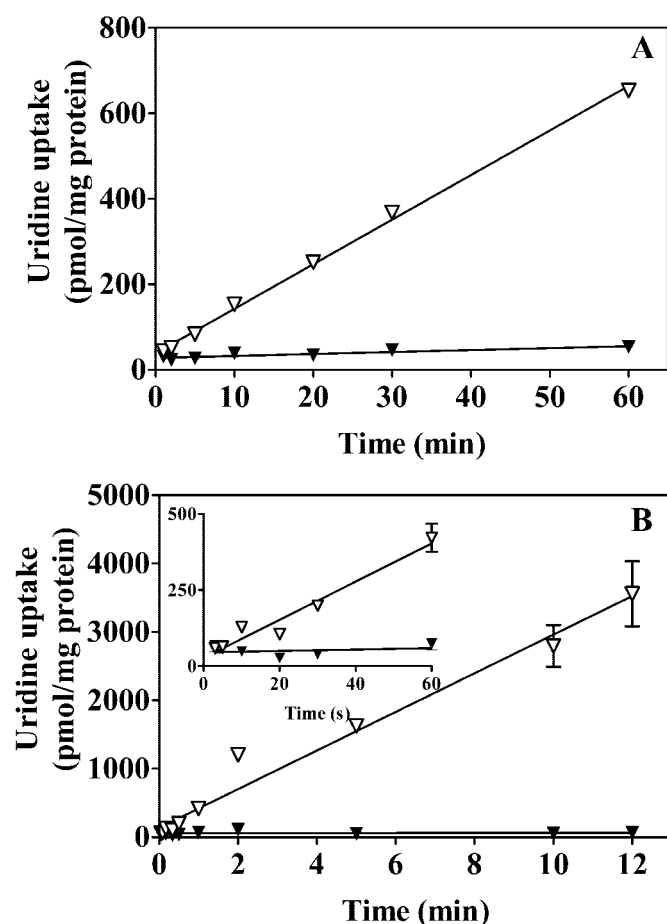 A
Uridine uptake
(pmol/mg protein)
800
600
400
200
0
0 10 20 30 40 50 60
Time (min)
B
Uridine uptake
(pmol/mg protein)
5000
4000
3000
2000
1000
0
500
250
0
0 20 40 60
Time (s)
0 2 4 6 8 10 12
Time (min)